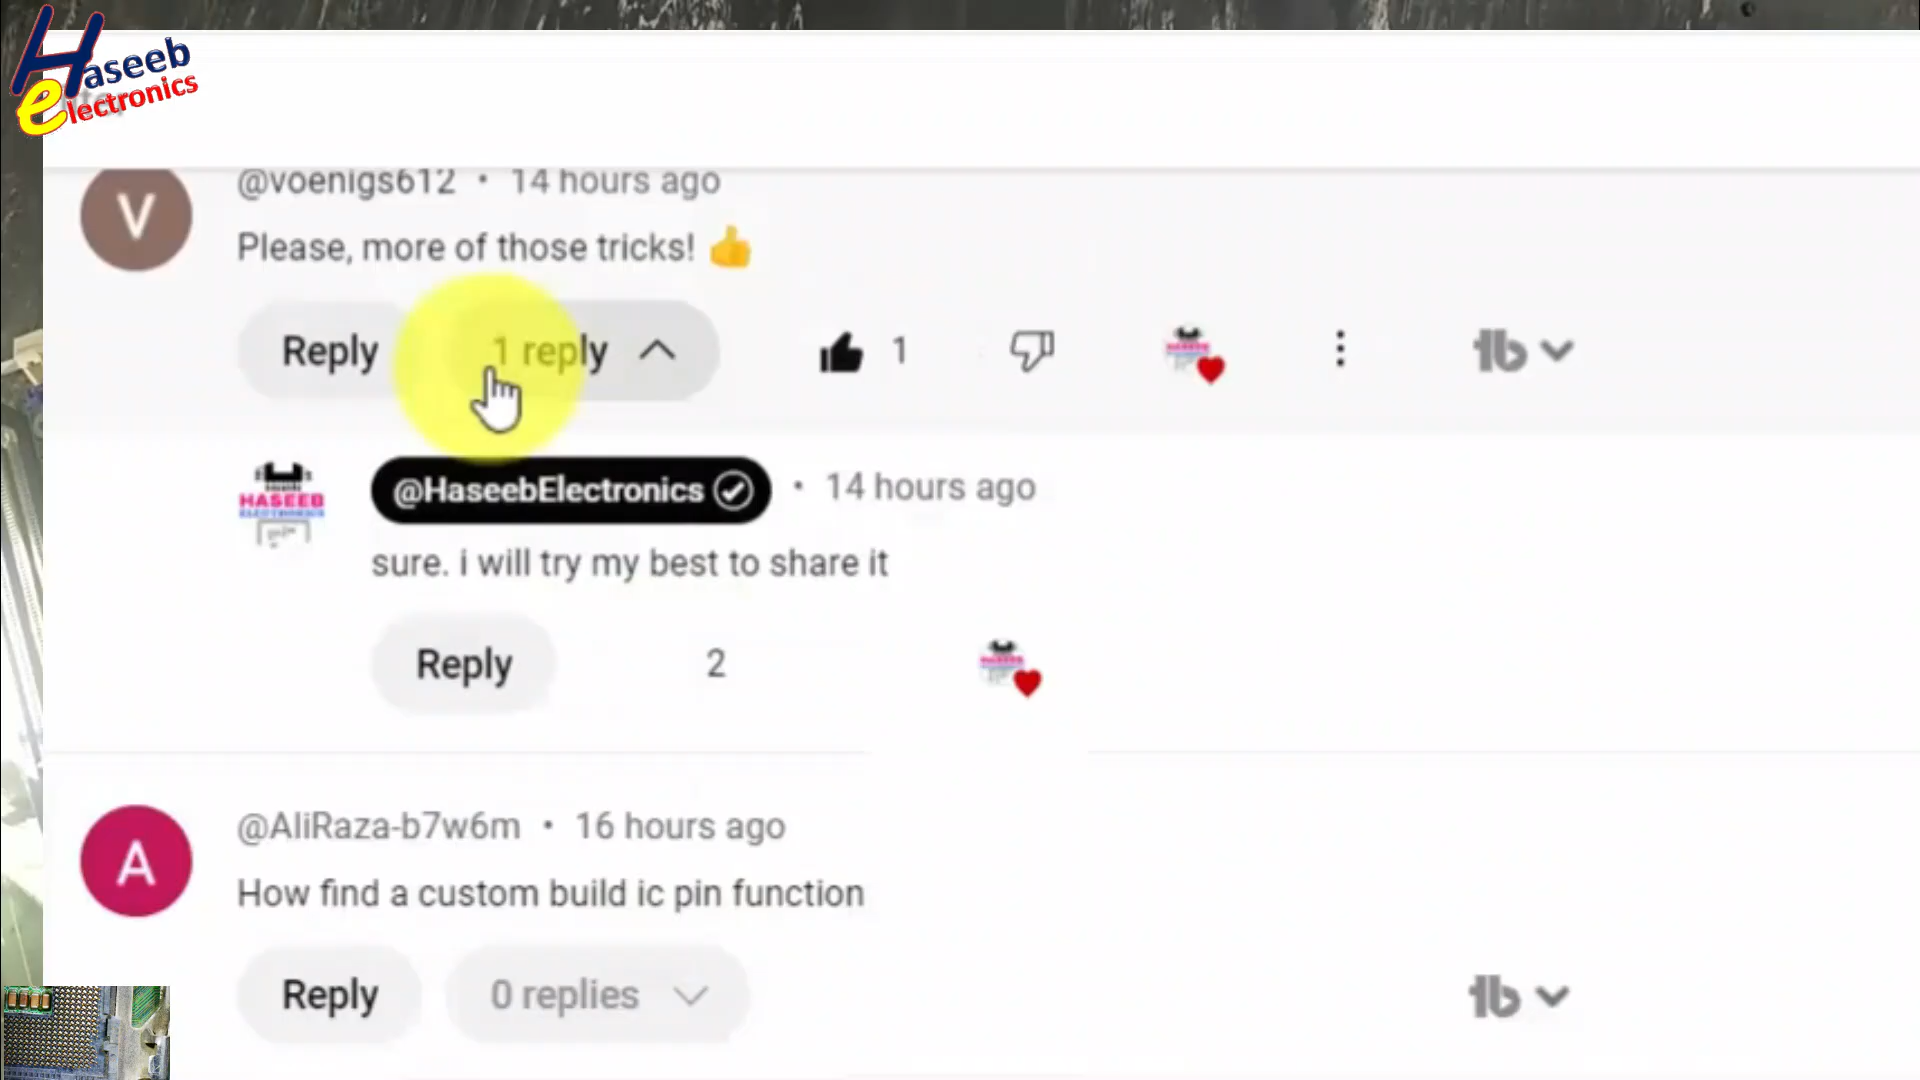 Haseeb
electronics
@voenigs612 • 14 hours ago
Please, more of those tricks! 👍
Reply 1 reply 1
HASEEB
ELECTRONICS
@HaseebElectronics • 14 hours ago
sure. i will try my best to share it
Reply 2
@AliRaza-b7w6m • 16 hours ago
How find a custom build ic pin function
Reply 0 replies
V
A